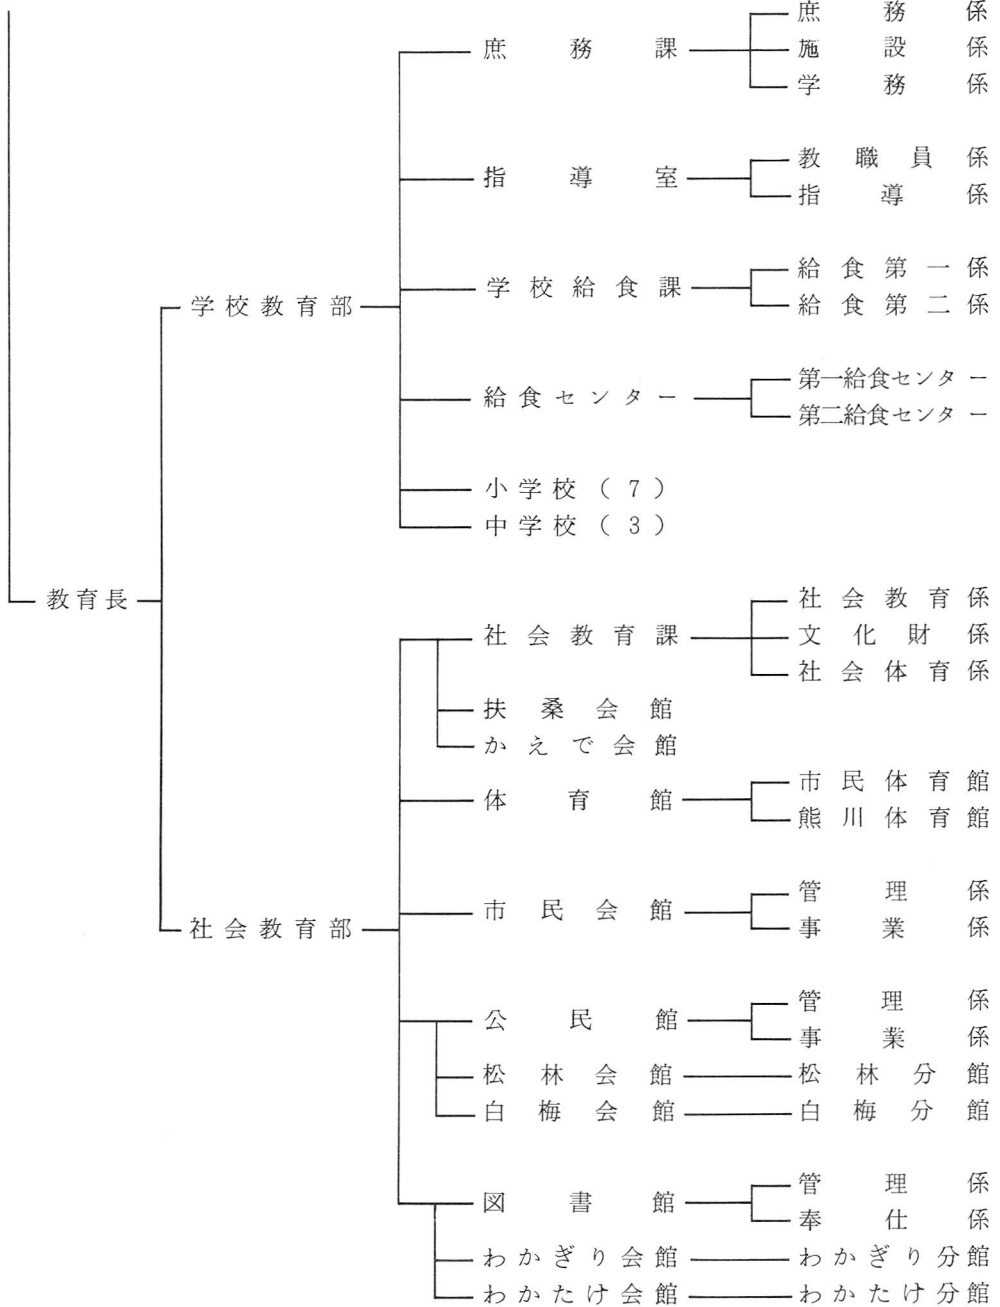 庶務係
庶務課
施設係
学務係
教職員係
指導室
指導係
給食第一係
学校給食課
給食第二係
学校教育部
第一給食センター
給食センター
第二給食センター
小学校(7)
中学校(3)
教育長
社会教育係
社会教育課
文化財係
社会体育係
扶桑会館
かえで会館
市民体育館
体育館
熊川体育館
管理係
市民会館
事業係
社会教育部
管理係
公民館
事業係
松林会館
松林分館
白梅会館
白梅分館
管理係
図書館
奉仕係
わかぎり会館
わかぎり分館
わかたけ会館
わかたけ分館